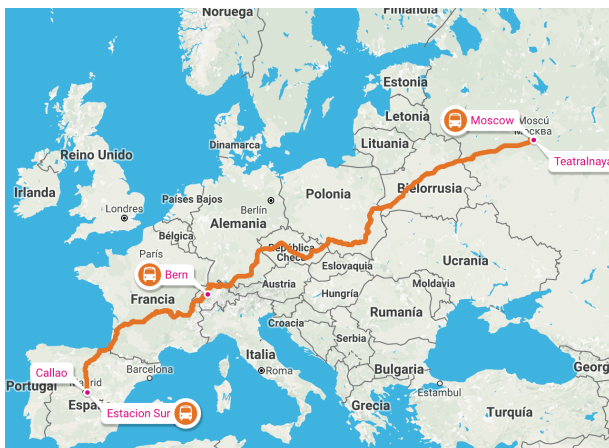 Noruega
Finlandia
Estonia
Letonia
Lituania
Moscow
Moscú
Москва
Teatralnaya
Dinamarca
Reino Unido
Irlanda
Londres
Países Bajos
Berlín
Polonia
Bielorrusia
Alemania
Bélgica
París
República
Checa
Ucrania
Eslovaquia
Bern
Austria
Moldavia
Francia
Hungría
Rumanía
Croacia
Serbia
Italia
Bulgaria
Georg
Callao
Madrid
Barcelona
Roma
Portugal
España
Estacion Sur
Estambul
Grecia
Turquía